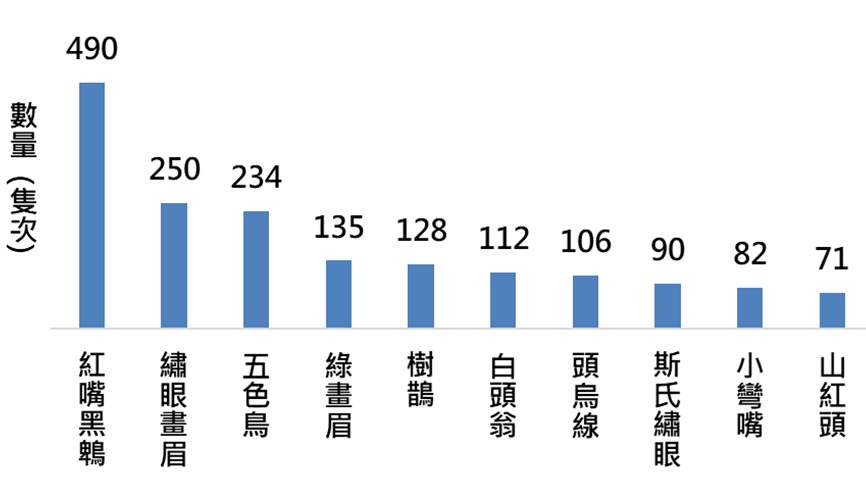 數量(隻次)
490
250
234
135
128
112
106
90
82
71
紅嘴黑鵯
繡眼畫眉
五色鳥
綠畫眉
樹鵲
白頭翁
頭烏線
斯氏繡眼
小彎嘴
山紅頭